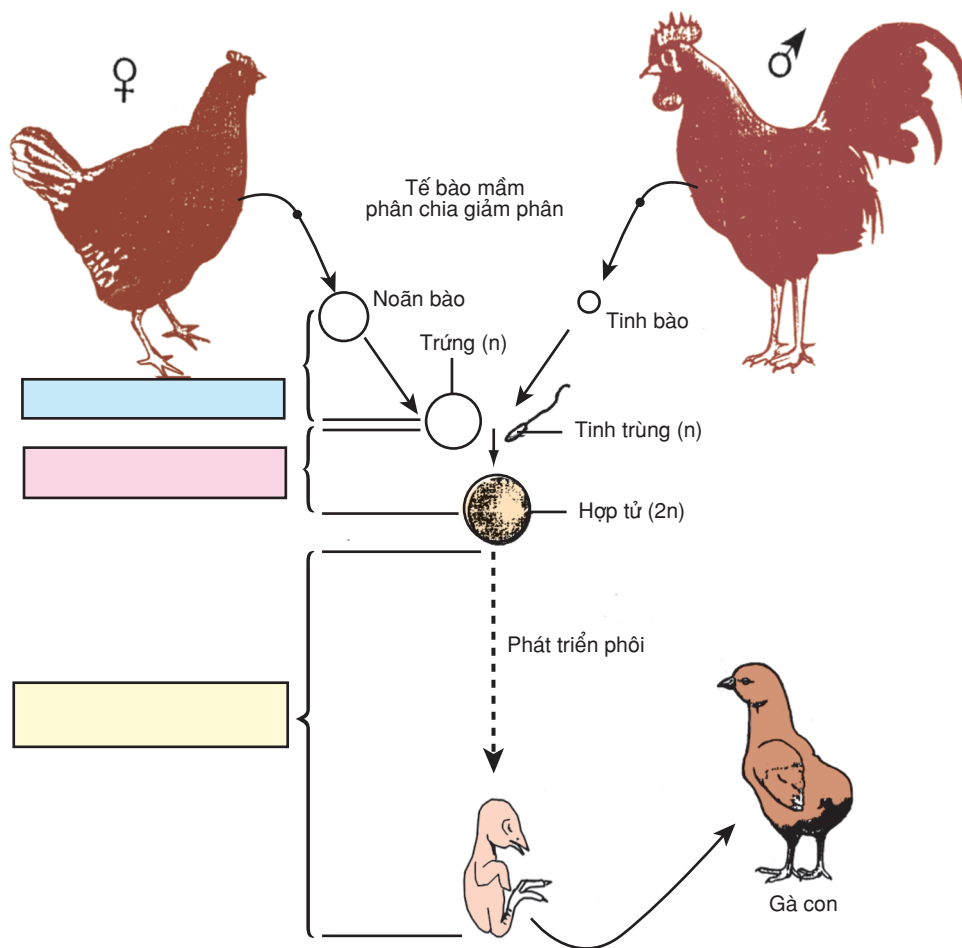 ♀
♂
Tế bào mầm
phân chia giảm phân
Noãn bào
Tinh bào
Trứng (n)
Tinh trùng (n)
Hợp tử (2n)
Phát triển phôi
Gà con